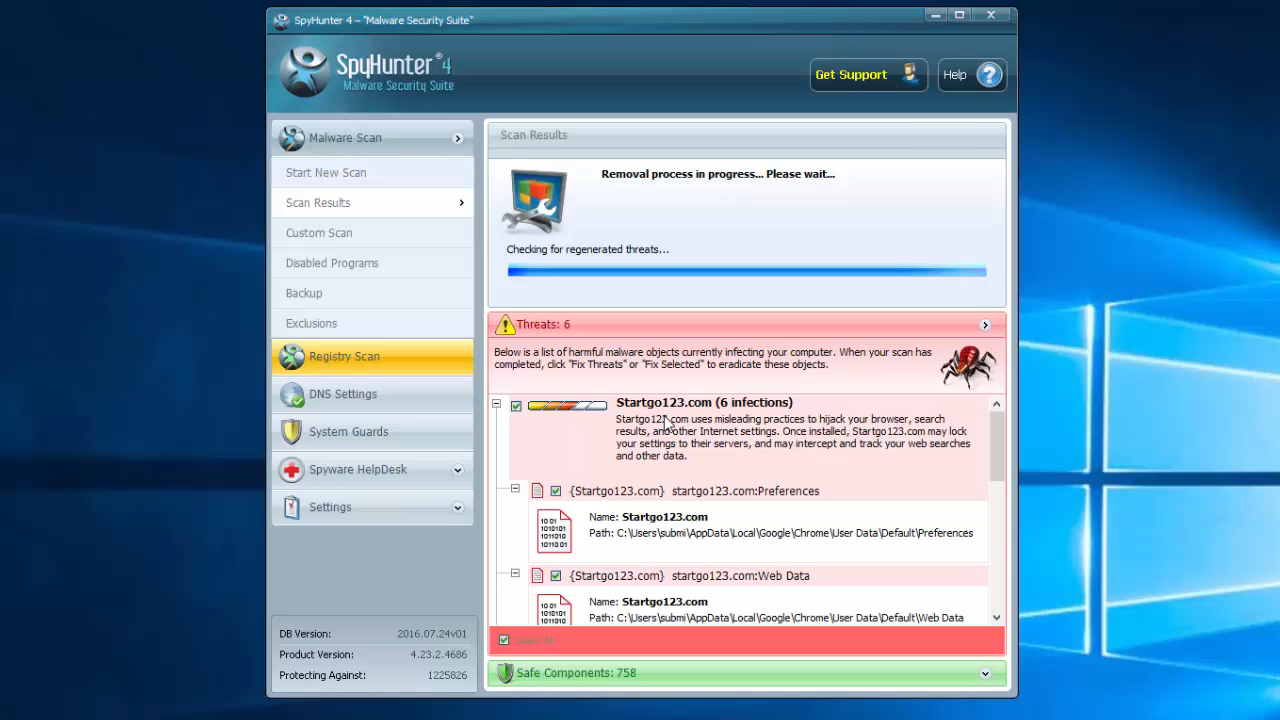 SpyHunter 4 – "Malware Security Suite"
SpyHunter® 4
Malware Security Suite
Get Support
Help
Malware Scan
Start New Scan
Scan Results
Custom Scan
Disabled Programs
Backup
Exclusions
Registry Scan
DNS Settings
System Guards
Spyware HelpDesk
Settings
DB Version: 2016.07.24v01
Product Version: 4.23.2.4686
Protecting Against: 1225826
Scan Results
Removal process in progress... Please wait...
Checking for regenerated threats...
Threats: 6
Below is a list of harmful malware objects currently infecting your computer. When your scan has
completed, click "Fix Threats" or "Fix Selected" to eradicate these objects.
Startgo123.com (6 infections)
Startgo123.com uses misleading practices to hijack your browser, search
results, and other Internet settings. Once installed, Startgo123.com may lock
your settings to their servers, and may intercept and track your web searches
and other data.
{Startgo123.com} startgo123.com:Preferences
Name: Startgo123.com
Path: C:\Users\submi\AppData\Local\Google\Chrome\User Data\Default\Preferences
{Startgo123.com} startgo123.com:Web Data
Name: Startgo123.com
Path: C:\Users\submi\AppData\Local\Google\Chrome\User Data\Default\Web Data
Select All
Safe Components: 758